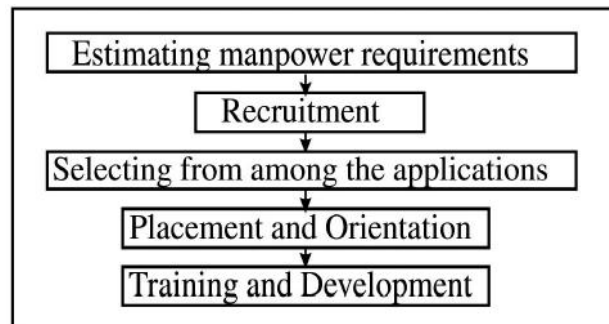 Estimating manpower requirements
Recruitment
Selecting from among the applications
Placement and Orientation
Training and Development